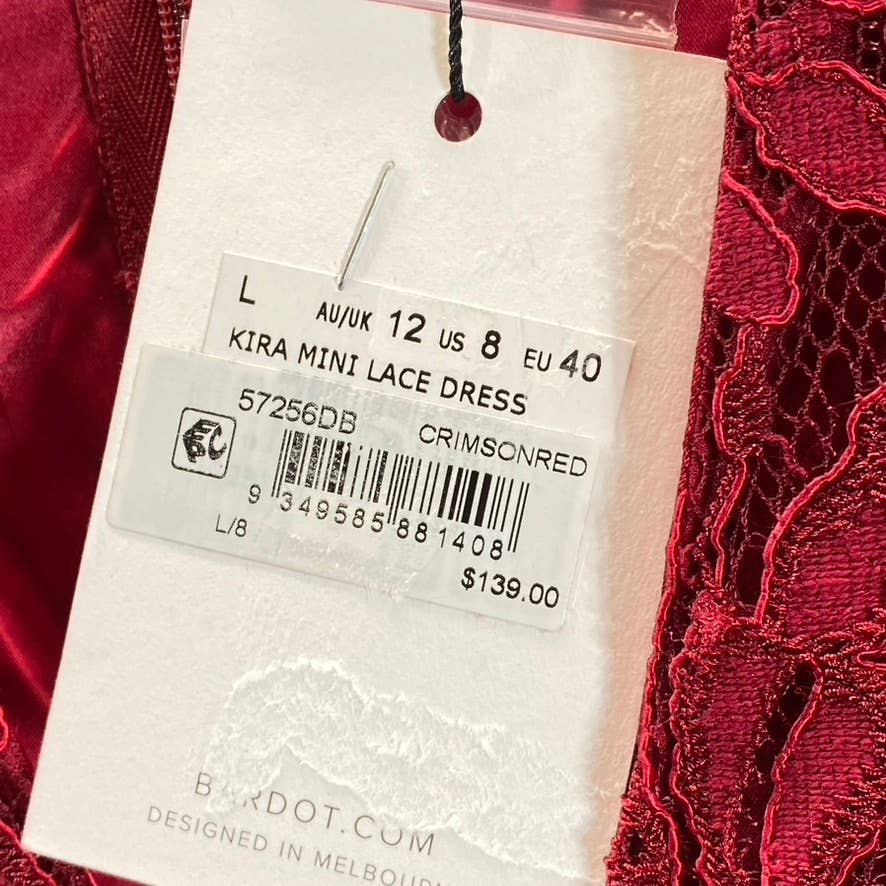 L AU/UK 12 US 8 EU 40
KIRA MINI LACE DRESS
57256DB CRIMSONRED
9 349585 881408
L/8
$139.00
BARDOT.COM
DESIGNED IN